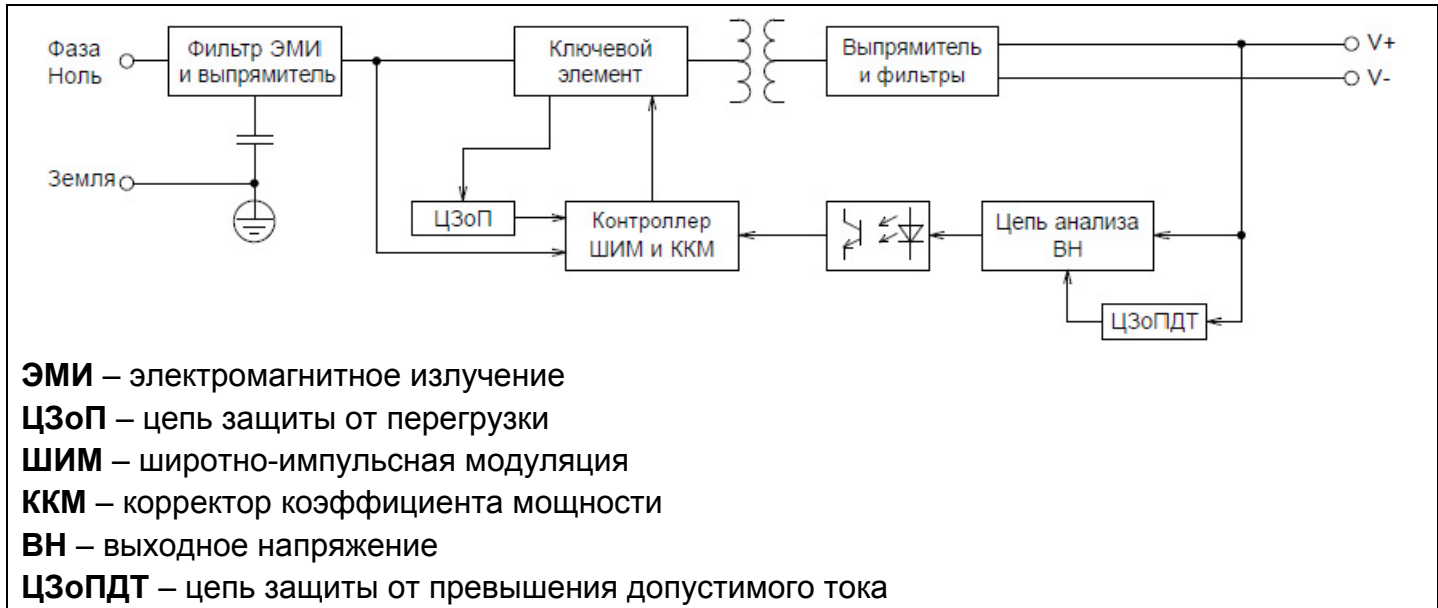 Фаза
Ноль
Фильтр ЭМИ
и выпрямитель
Ключевой
элемент
Выпрямитель
и фильтры
V+
V-
Земля
ЦЗоП
Контроллер
ШИМ и ККМ
Цепь анализа
ВН
ЦЗоПДТ
ЭМИ – электромагнитное излучение
ЦЗоП – цепь защиты от перегрузки
ШИМ – широтно-импульсная модуляция
ККМ – корректор коэффициента мощности
ВН – выходное напряжение
ЦЗоПДТ – цепь защиты от превышения допустимого тока